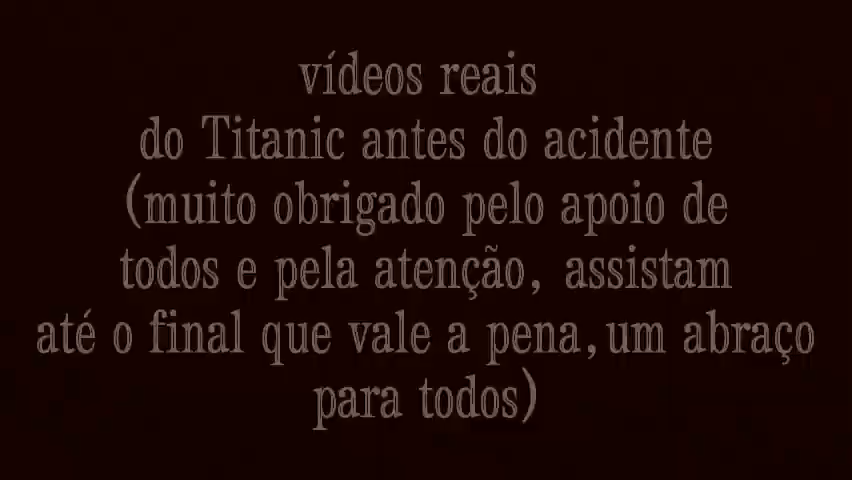 vídeos reais
do Titanic antes do acidente
(muito obrigado pelo apoio de
todos e pela atenção, assistam
até o final que vale a pena,um abraço
para todos)